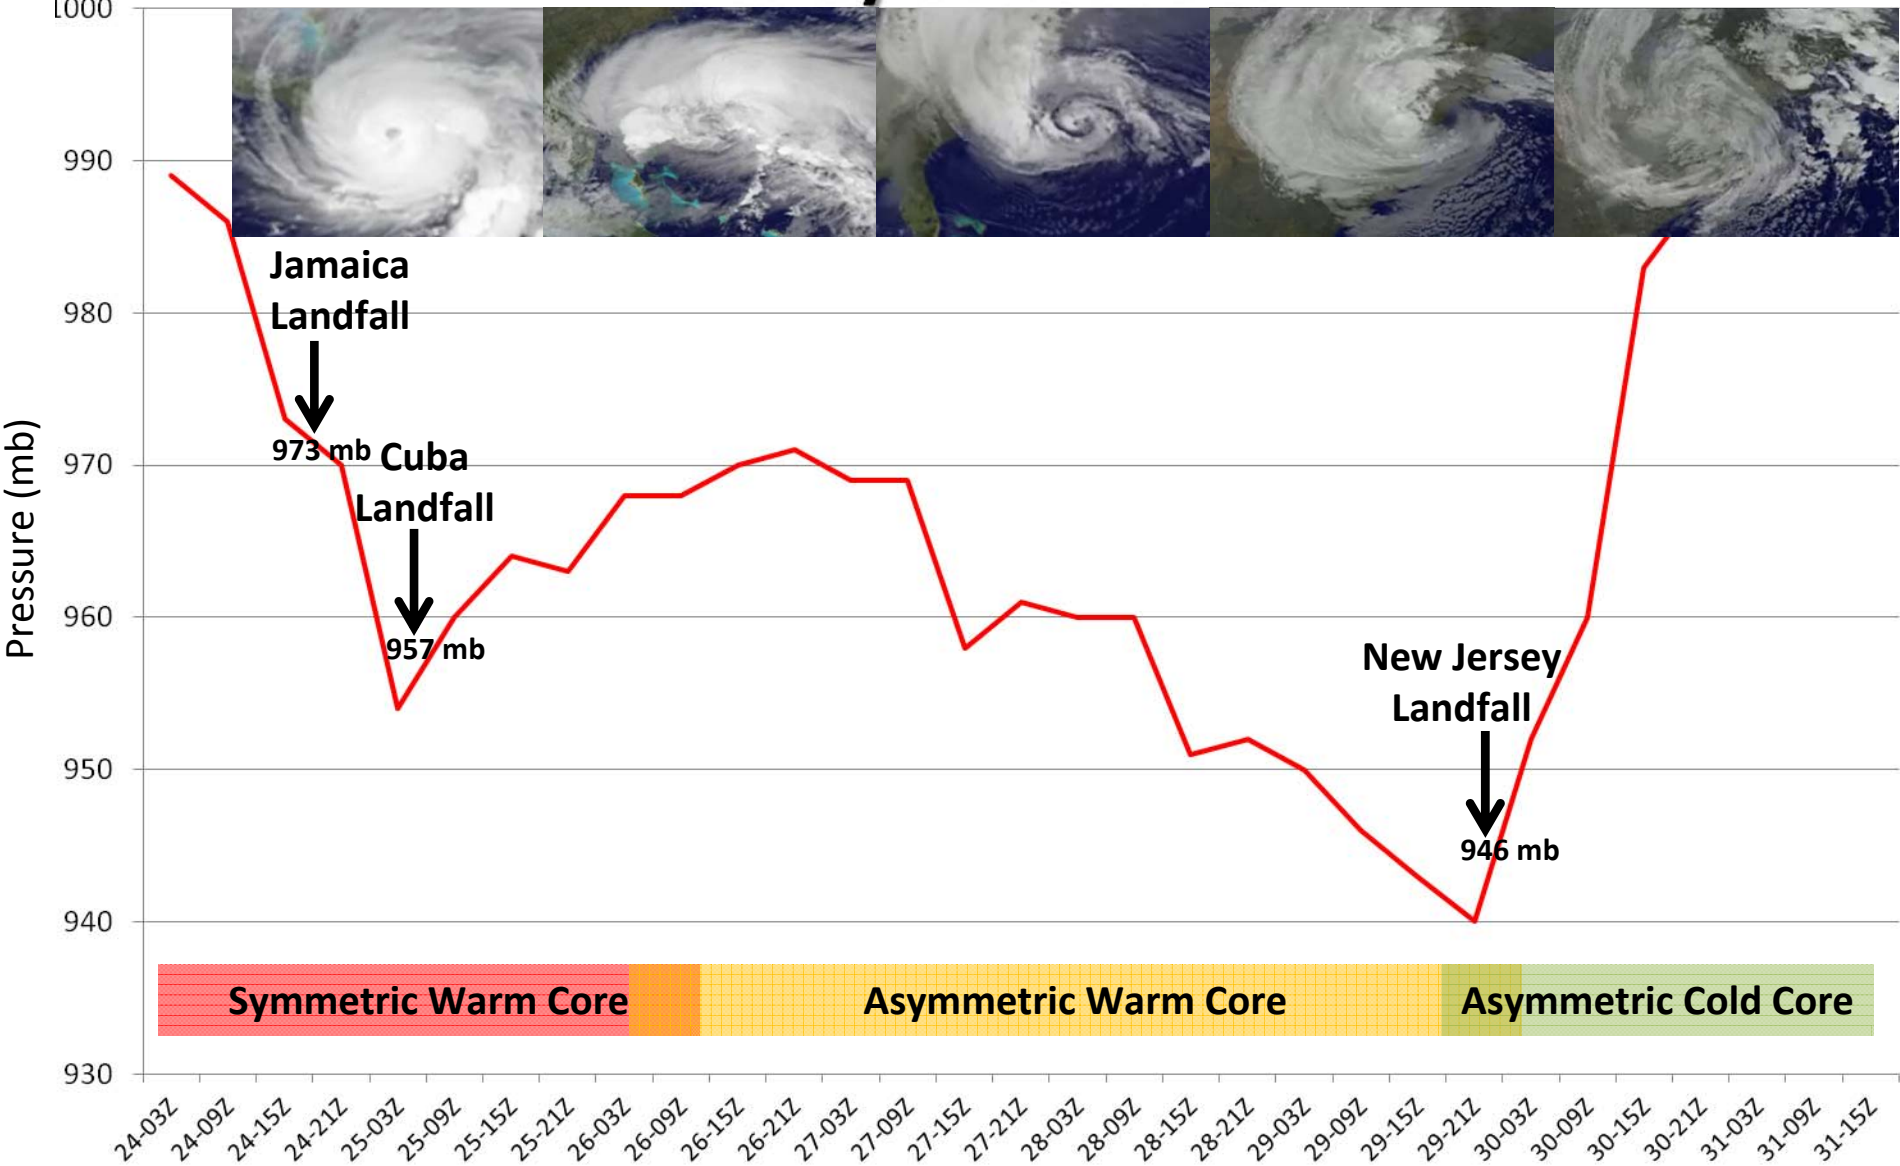 1000
990
980
970
960
950
940
930
Pressure (mb)
Jamaica
Landfall
973 mb
Cuba
Landfall
957 mb
New Jersey
Landfall
946 mb
Symmetric Warm Core
Asymmetric Warm Core
Asymmetric Cold Core
24-03Z
24-09Z
24-15Z
24-21Z
25-03Z
25-09Z
25-15Z
25-21Z
26-03Z
26-09Z
26-15Z
26-21Z
27-03Z
27-09Z
27-15Z
27-21Z
28-03Z
28-09Z
28-15Z
28-21Z
29-03Z
29-09Z
29-15Z
29-21Z
30-03Z
30-09Z
30-15Z
30-21Z
31-03Z
31-09Z
31-15Z